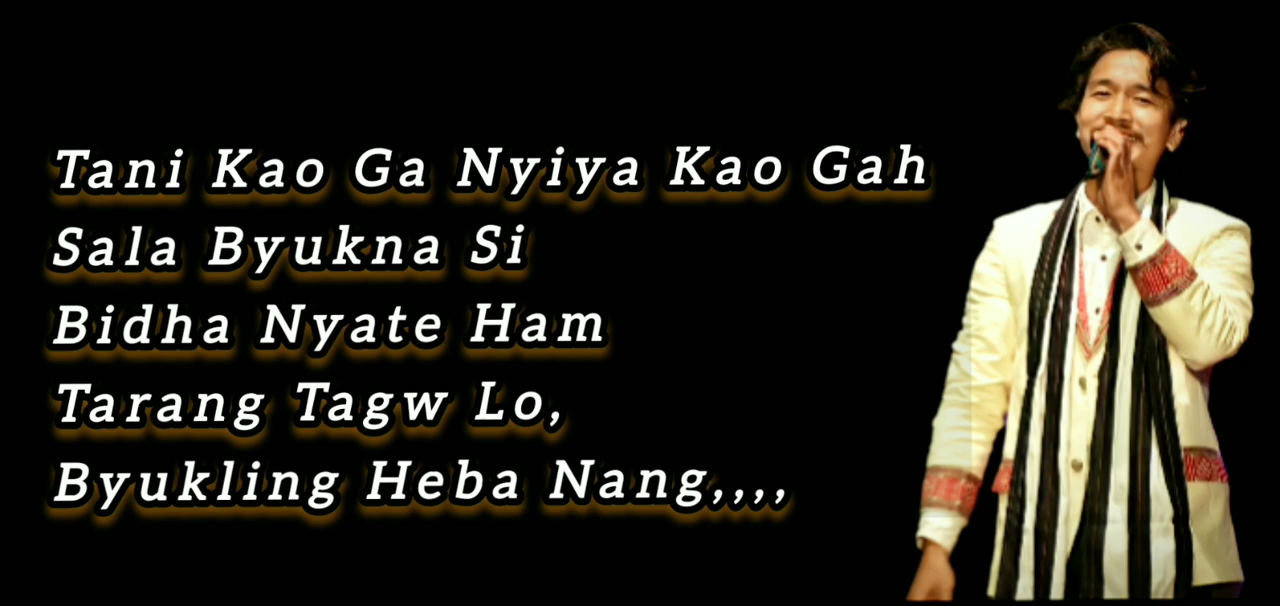 Tani Kao Ga Nyiya Kao Gah
Sala Byukna Si
Bidha Nyate Ham
Tarang Tagw Lo,
Byukling Heba Nang,,,,